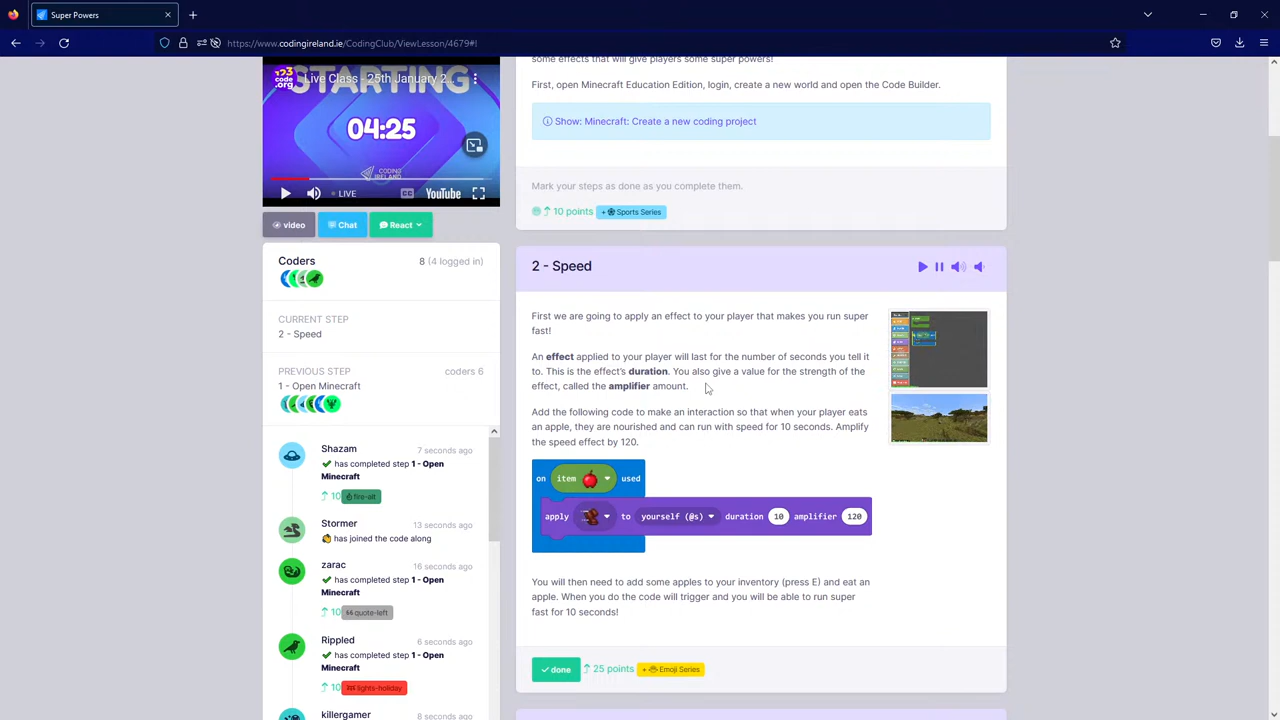 Super Powers
https://www.codingireland.ie/CodingClub/ViewLesson/4679#!
some effects that will give players some super powers!
First, open Minecraft Education Edition, login, create a new world and open the Code Builder.
Show: Minecraft: Create a new coding project
Mark your steps as done as you complete them.
10 points + Sports Series
123 code.org
Live Class - 25th January 2...
STARTING
04:25
CODING IRELAND
LIVE CC YouTube
video Chat React
Coders 8 (4 logged in)
CURRENT STEP
2 - Speed
PREVIOUS STEP coders 6
1 - Open Minecraft
Shazam 7 seconds ago
has completed step 1 - Open
Minecraft
10 fire-alt
Stormer 13 seconds ago
has joined the code along
zarac 16 seconds ago
has completed step 1 - Open
Minecraft
10 quote-left
Rippled 6 seconds ago
has completed step 1 - Open
Minecraft
10 lights-holiday
killergamer 8 seconds ago
2 - Speed
First we are going to apply an effect to your player that makes you run super
fast!
An effect applied to your player will last for the number of seconds you tell it
to. This is the effect's duration. You also give a value for the strength of the
effect, called the amplifier amount.
Add the following code to make an interaction so that when your player eats
an apple, they are nourished and can run with speed for 10 seconds. Amplify
the speed effect by 120.
on item used
apply to yourself (@s) duration 10 amplifier 120
You will then need to add some apples to your inventory (press E) and eat an
apple. When you do the code will trigger and you will be able to run super
fast for 10 seconds!
done 25 points + Emoji Series